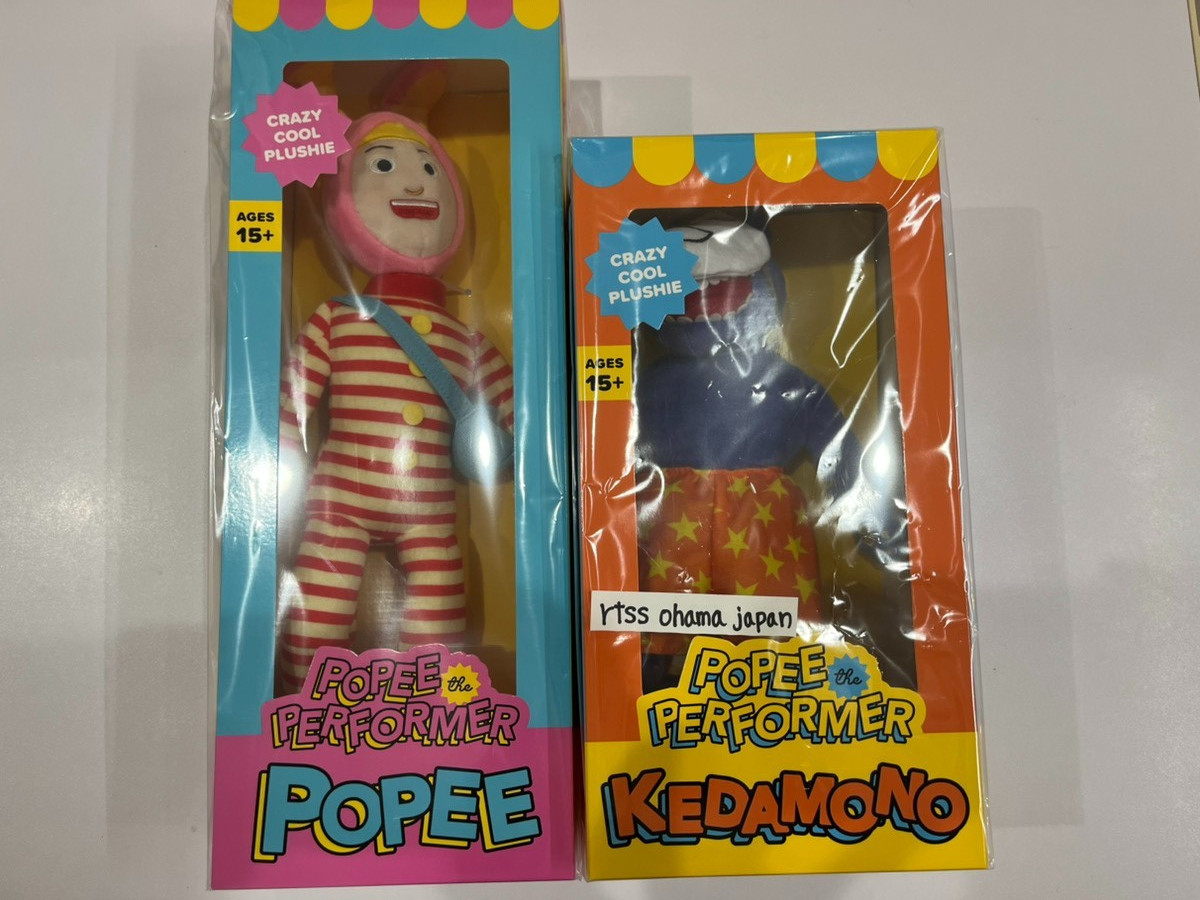 CRAZY
COOL
PLUSHIE
AGES
15+
POPEE the
PERFORMER
POPEE
CRAZY
COOL
PLUSHIE
AGES
15+
rtss ohama japan
POPEE the
PERFORMER
KEDAMONO